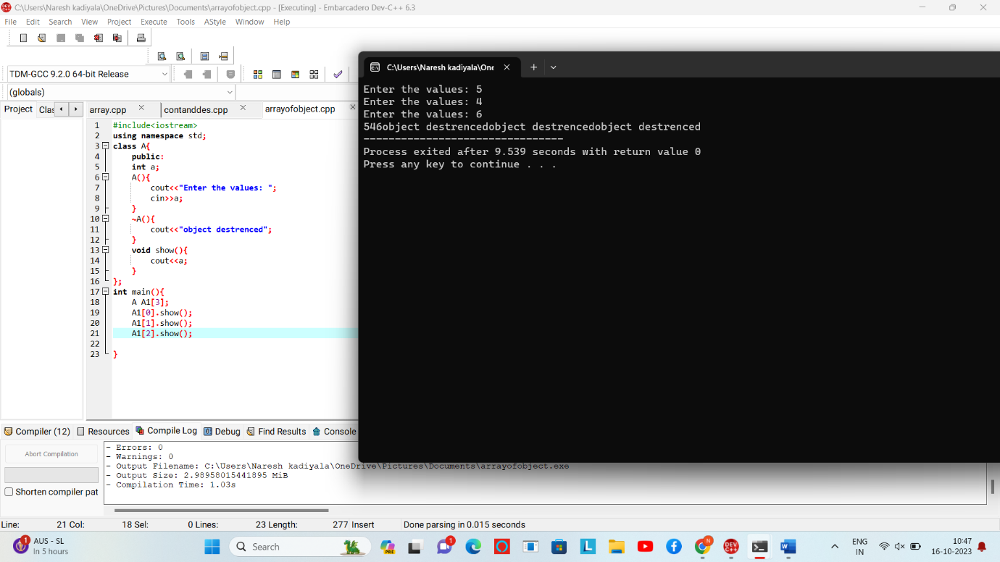 C:\Users\Naresh kadiyala\OneDrive\Pictures\Documents\arrayofobject.cpp - [Executing] - Embarcadero Dev-C++ 6.3
File Edit Search View Project Execute Tools AStyle Window Help
TDM-GCC 9.2.0 64-bit Release
(globals)
Project Clas array.cpp contanddes.cpp arrayofobject.cpp
1 #include<iostream>
2 using namespace std;
3 class A{
4 public:
5 int a;
6 A(){
7 cout<<"Enter the values: ";
8 cin>>a;
9 }
10 ~A(){
11 cout<<"object destrenced";
12 }
13 void show(){
14 cout<<a;
15 }
16 };
17 int main(){
18 A A1[3];
19 A1[0].show();
20 A1[1].show();
21 A1[2].show();
22
23 }
C:\Users\Naresh kadiyala\One
Enter the values: 5
Enter the values: 4
Enter the values: 6
546object destrencedobject destrencedobject destrenced
--------------------------------
Process exited after 9.539 seconds with return value 0
Press any key to continue . . .
Compiler (12) Resources Compile Log Debug Find Results Console
Abort Compilation
Shorten compiler pat
- Errors: 0
- Warnings: 0
- Output Filename: C:\Users\Naresh kadiyala\OneDrive\Pictures\Documents\arrayofobject.exe
- Output Size: 2.98958015441895 MiB
- Compilation Time: 1.03s
Line: 21 Col: 18 Sel: 0 Lines: 23 Length: 277 Insert Done parsing in 0.015 seconds
1 AUS - SL
In 5 hours
Search
PRE
1
L
N
DEV C++
W
ENG
IN
10:47
16-10-2023